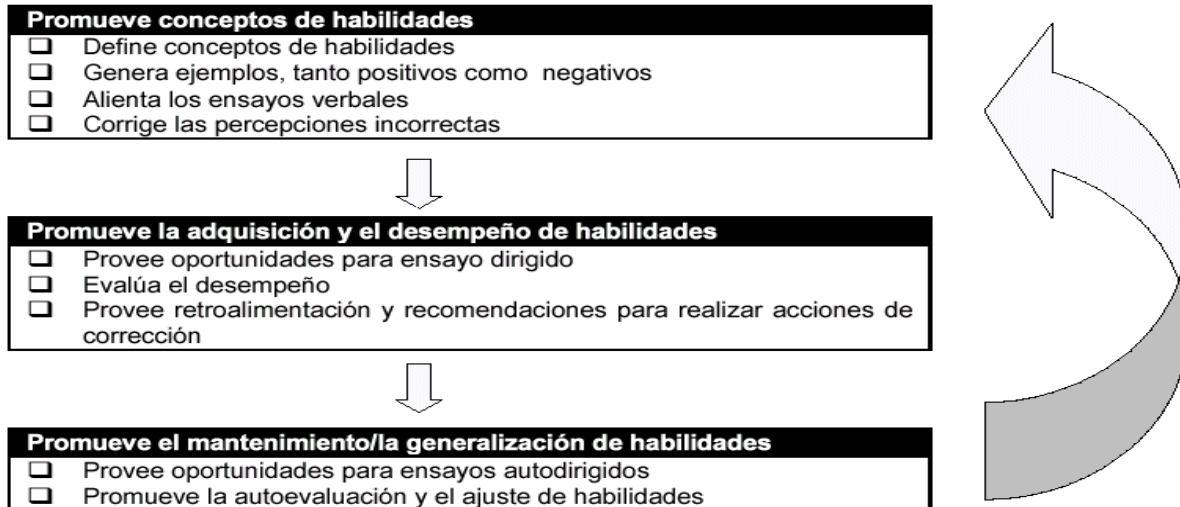 Promueve conceptos de habilidades
❑ Define conceptos de habilidades
❑ Genera ejemplos, tanto positivos como negativos
❑ Alienta los ensayos verbales
❑ Corrige las percepciones incorrectas
Promueve la adquisición y el desempeño de habilidades
❑ Provee oportunidades para ensayo dirigido
❑ Evalúa el desempeño
❑ Provee retroalimentación y recomendaciones para realizar acciones de
corrección
Promueve el mantenimiento/la generalización de habilidades
❑ Provee oportunidades para ensayos autodirigidos
❑ Promueve la autoevaluación y el ajuste de habilidades